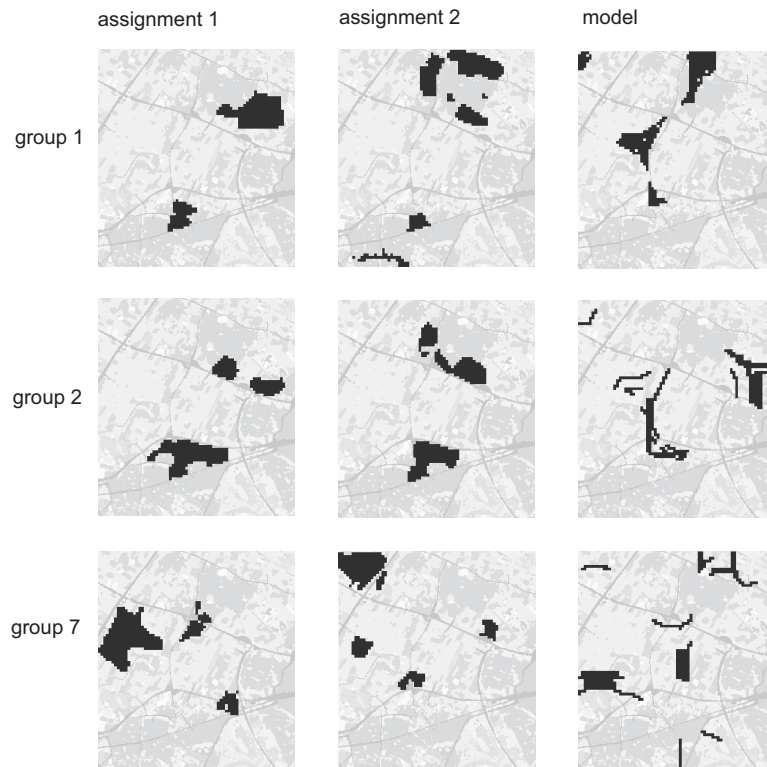 assignment 1
assignment 2
model
group 1
group 2
group 7